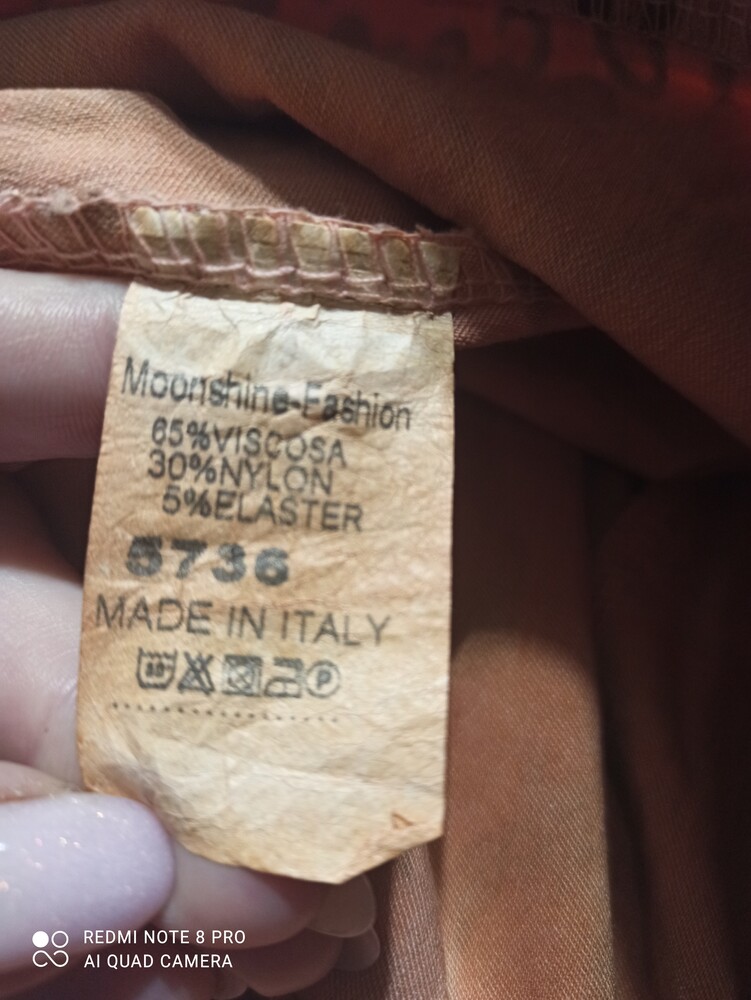 Moonshine-Fashion
65%VISCOSA
30%NYLON
5%ELASTER
5736
MADE IN ITALY
P
REDMI NOTE 8 PRO
AI QUAD CAMERA